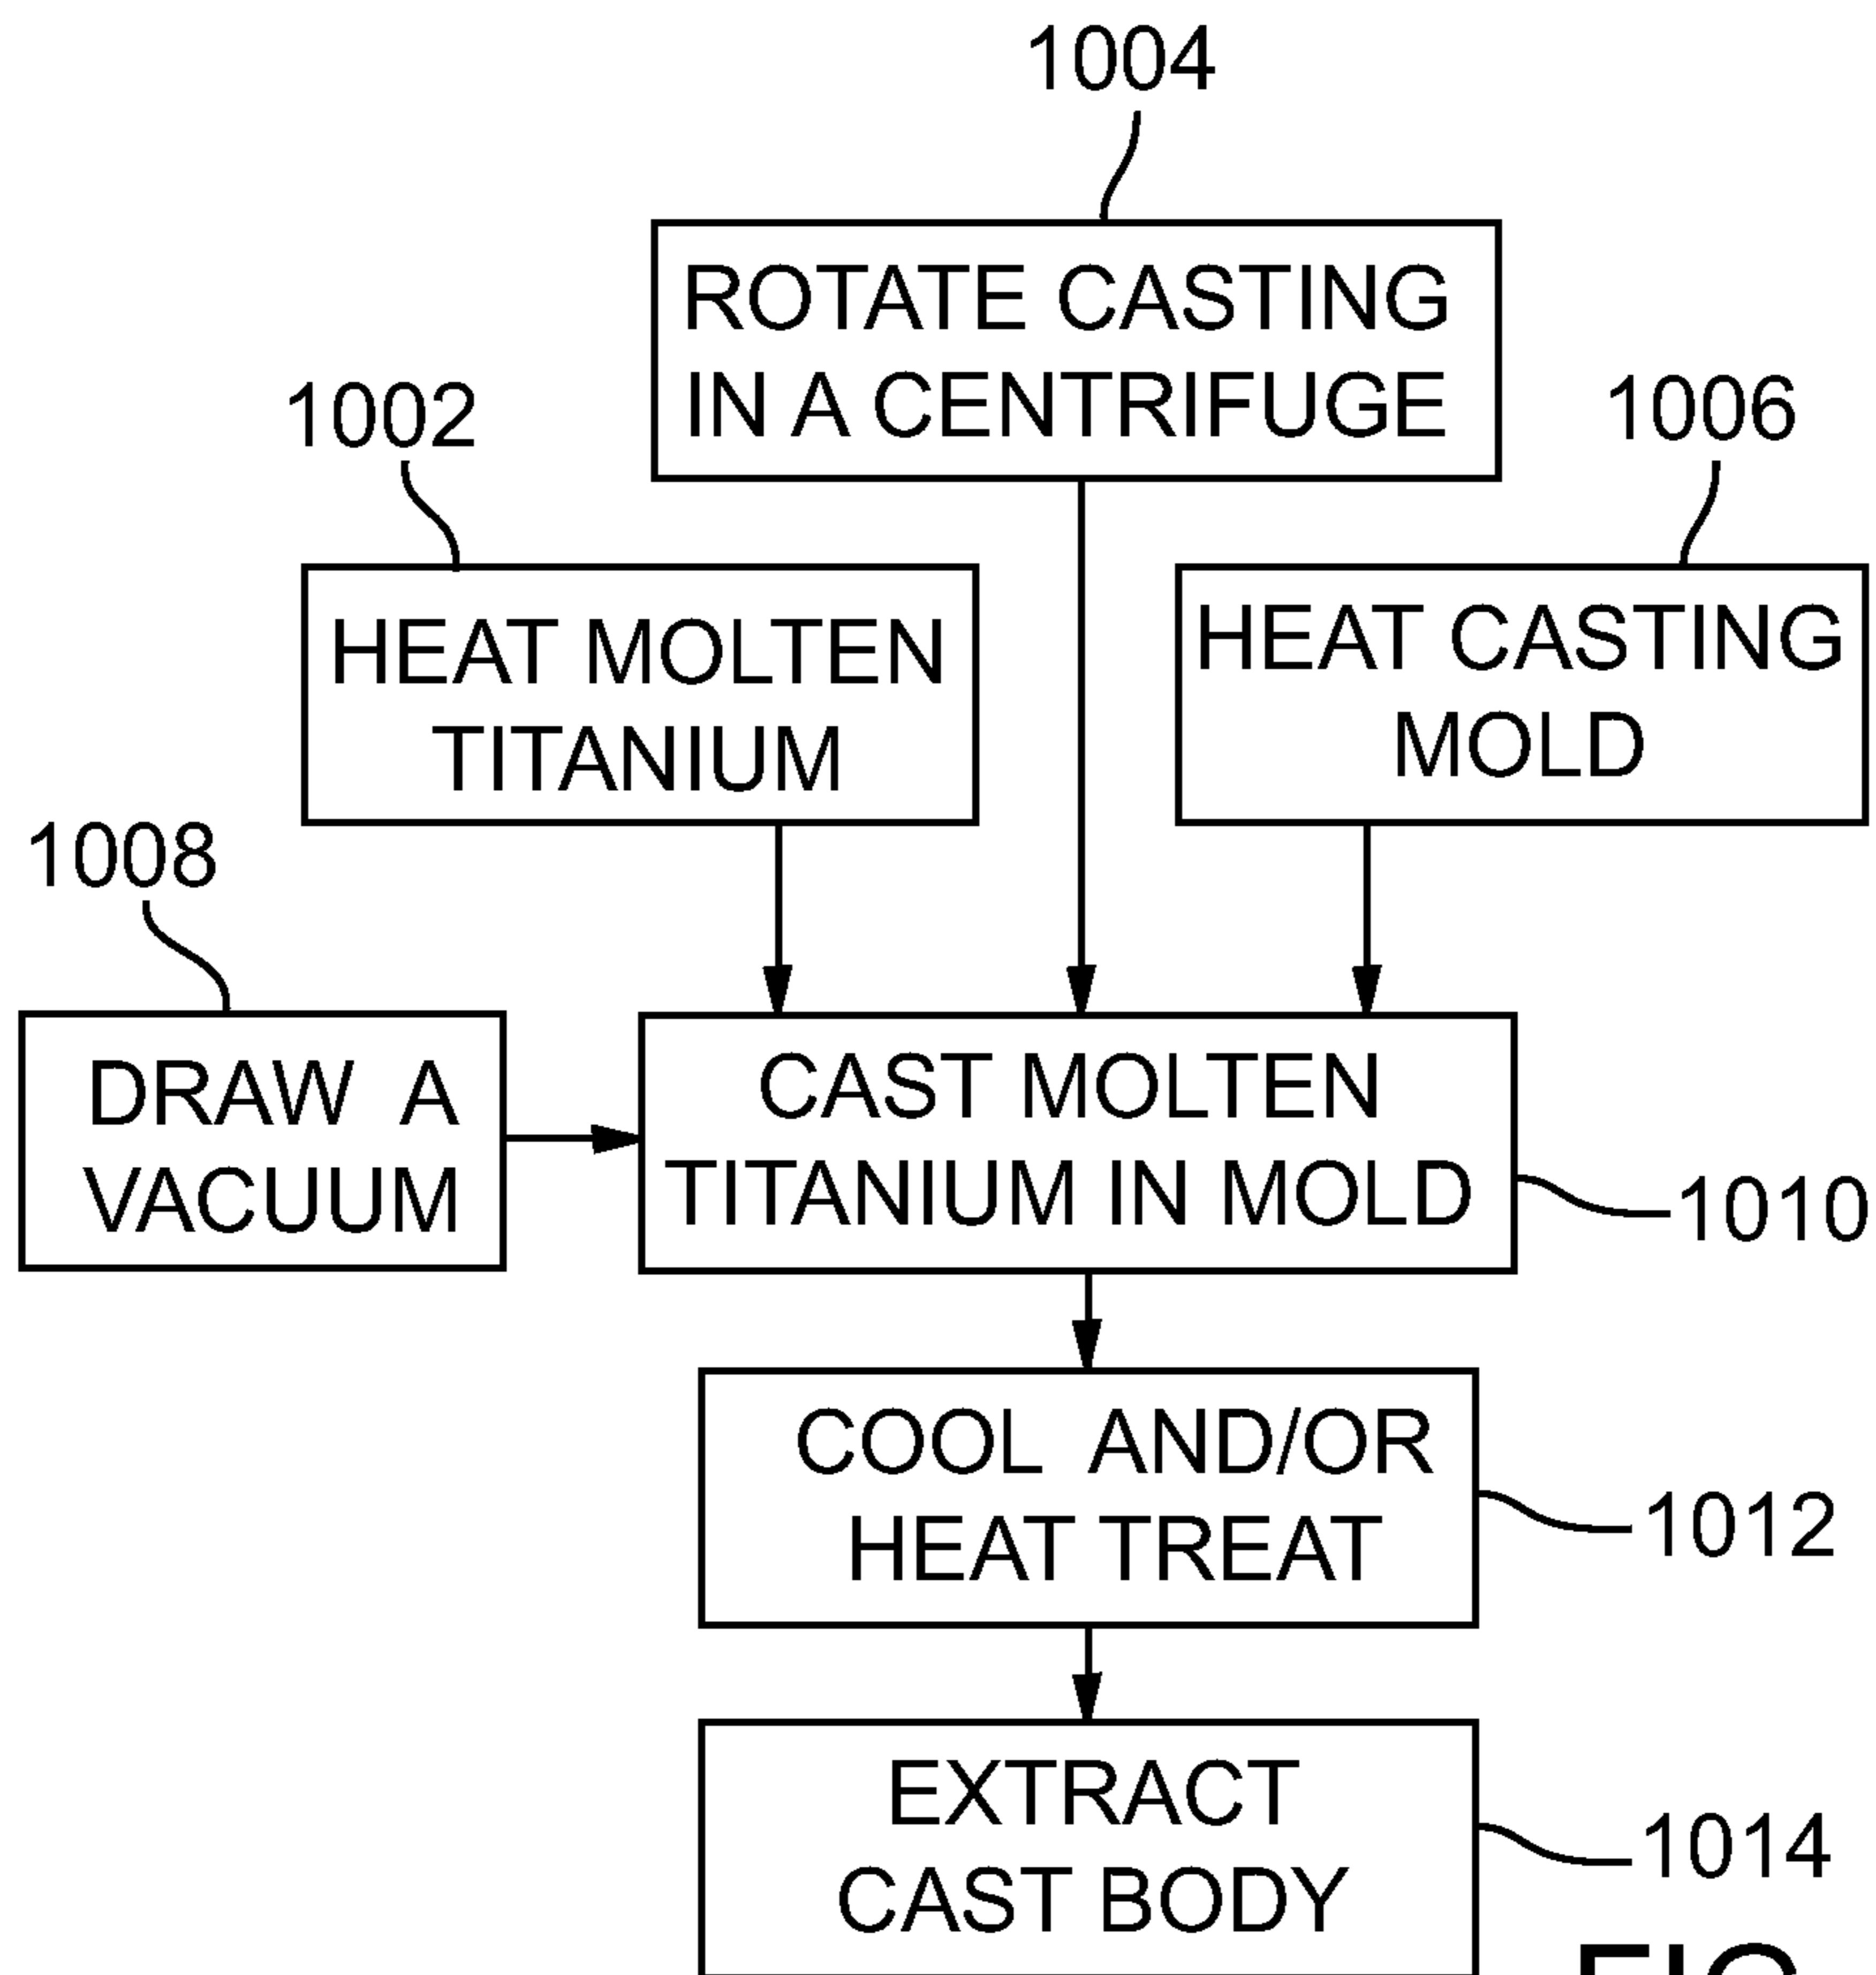 1004
ROTATE CASTING
IN A CENTRIFUGE
1002
1006
HEAT MOLTEN
TITANIUM
HEAT CASTING
MOLD
1008
DRAW A
VACUUM
CAST MOLTEN
TITANIUM IN MOLD
1010
COOL AND/OR
HEAT TREAT
1012
EXTRACT
CAST BODY
1014